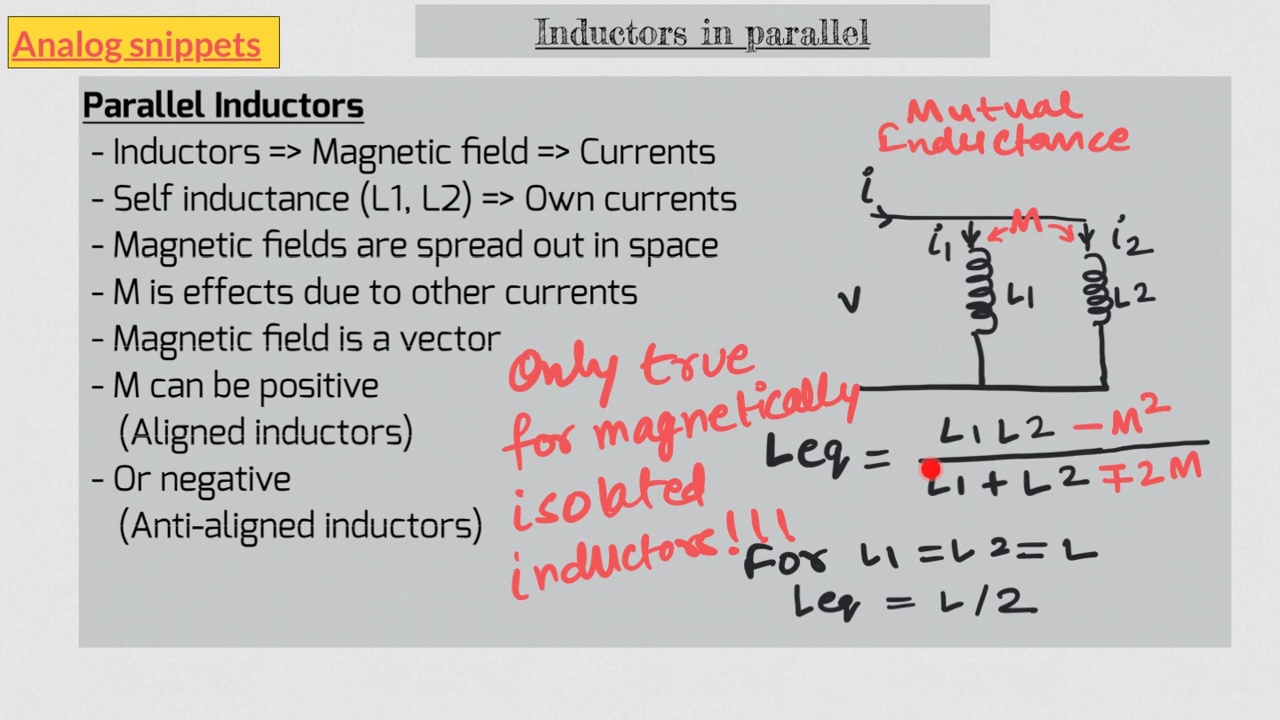 Analog snippets
Inductors in parallel
Parallel Inductors
- Inductors => Magnetic field => Currents
- Self inductance (L1, L2) => Own currents
- Magnetic fields are spread out in space
- M is effects due to other currents
- Magnetic field is a vector
- M can be positive
(Aligned inductors)
- Or negative
(Anti-aligned inductors)
Only true
for magnetically
isolated
inductors!!!
Mutual
Inductance
i
M
i1
i2
L1
L2
V
Leq = L1 L2 - M²
L1 + L2 ∓ 2M
For L1 = L2 = L
Leq = L/2